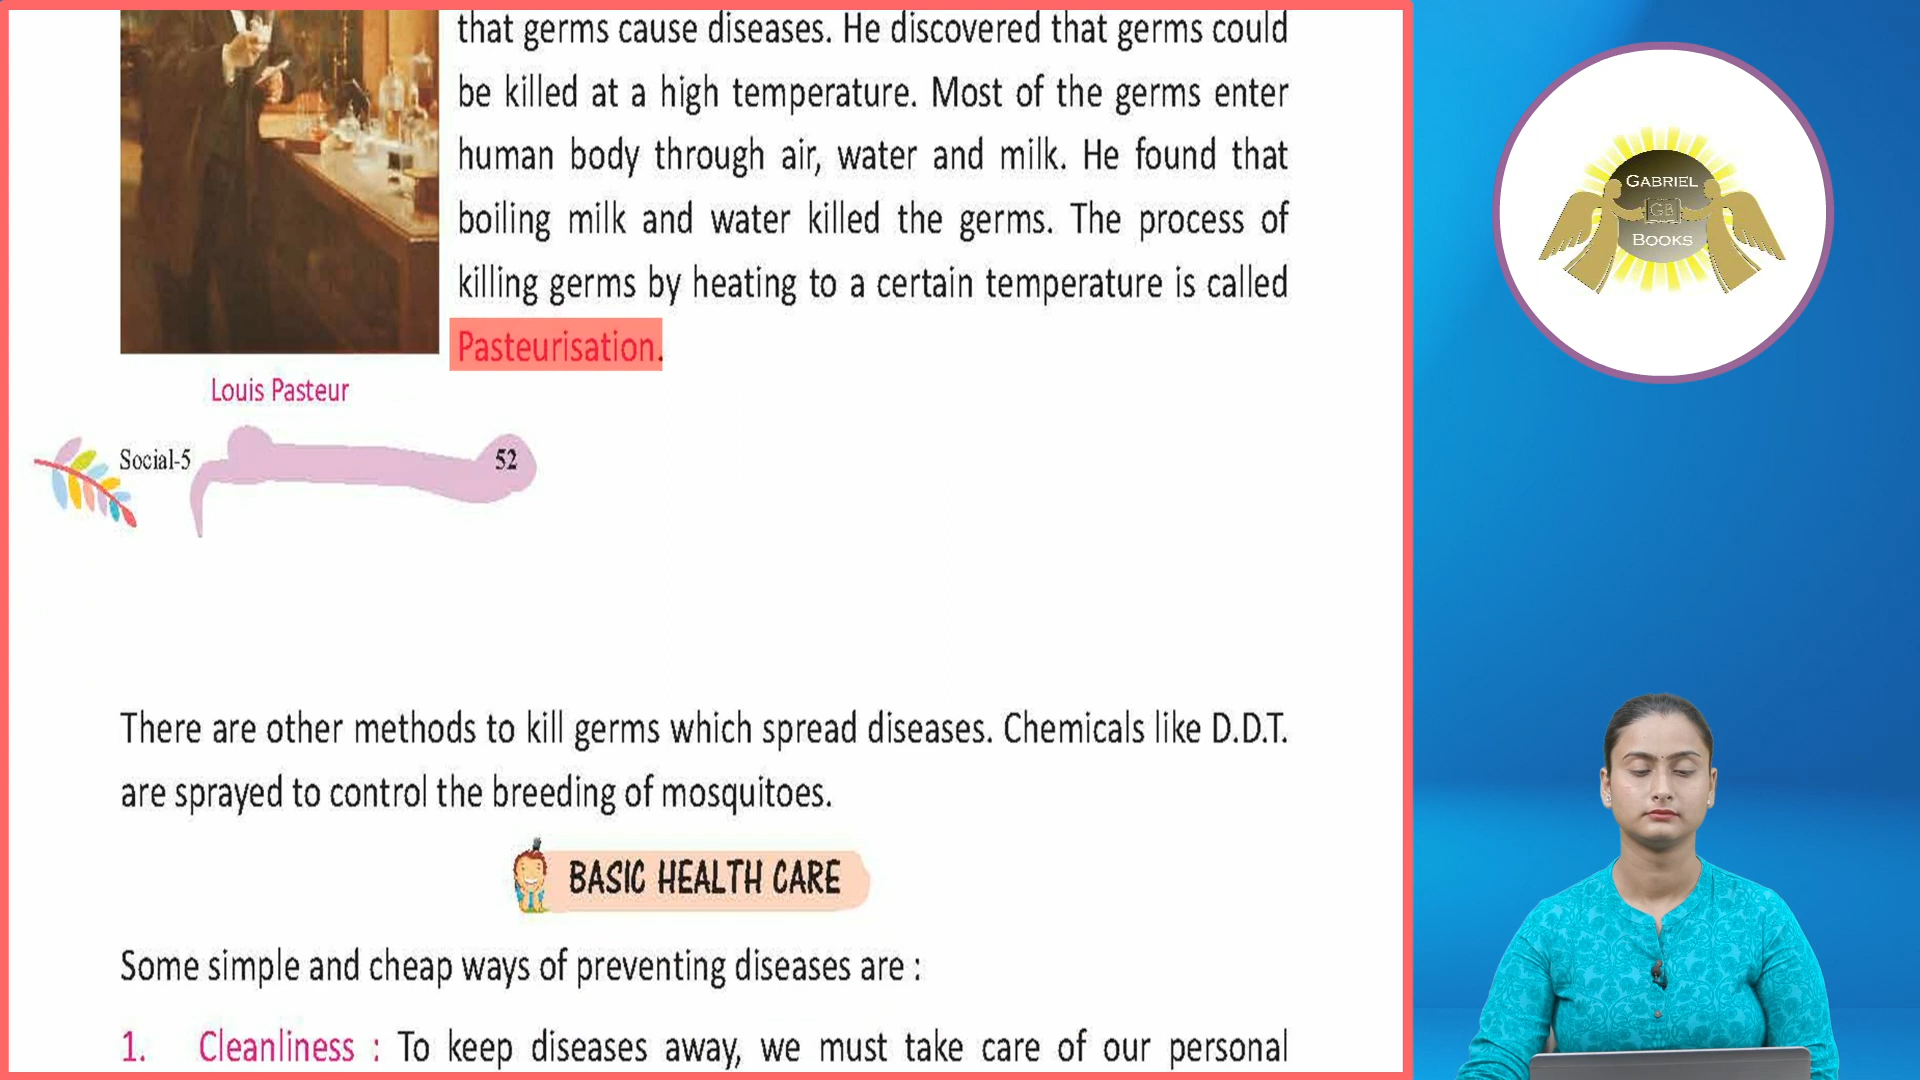 that germs cause diseases. He discovered that germs could
be killed at a high temperature. Most of the germs enter
human body through air, water and milk. He found that
boiling milk and water killed the germs. The process of
killing germs by heating to a certain temperature is called
Pasteurisation.
Louis Pasteur
Social-5
52
There are other methods to kill germs which spread diseases. Chemicals like D.D.T.
are sprayed to control the breeding of mosquitoes.
BASIC HEALTH CARE
Some simple and cheap ways of preventing diseases are :
1. Cleanliness : To keep diseases away, we must take care of our personal
GABRIEL
GB
BOOKS